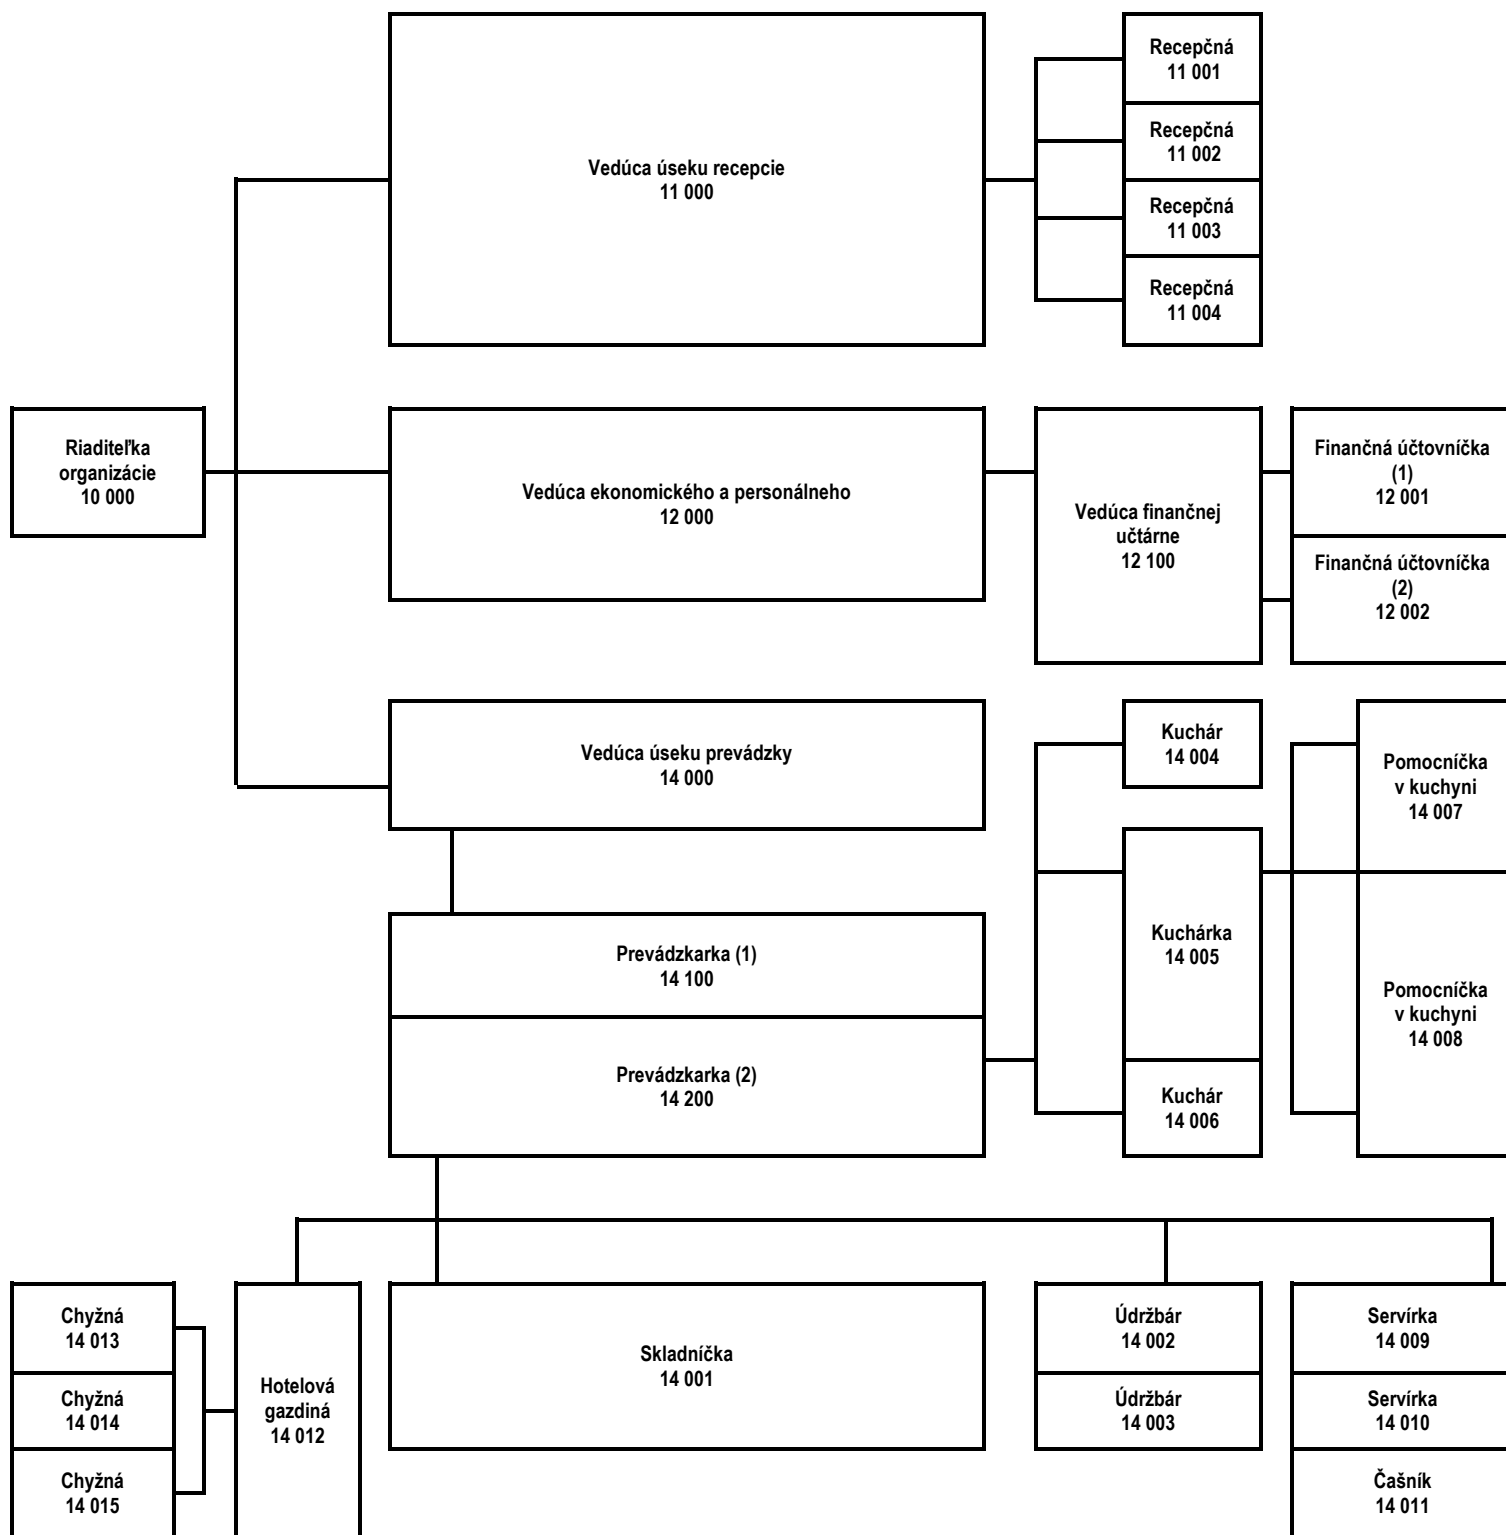 Recepčná
11 001
Recepčná
11 002
Vedúca úseku recepcie
11 000
Recepčná
11 003
Recepčná
11 004
Riaditeľka
organizácie
10 000
Vedúca ekonomického a personálneho
12 000
Vedúca finančnej
učtárne
12 100
Finančná účtovníčka
(1)
12 001
Finančná účtovníčka
(2)
12 002
Vedúca úseku prevádzky
14 000
Kuchár
14 004
Pomocníčka
v kuchyni
14 007
Prevádzkarka (1)
14 100
Kuchárka
14 005
Pomocníčka
v kuchyni
14 008
Prevádzkarka (2)
14 200
Kuchár
14 006
Chyžná
14 013
Chyžná
14 014
Chyžná
14 015
Hotelová
gazdiná
14 012
Skladníčka
14 001
Údržbár
14 002
Údržbár
14 003
Servírka
14 009
Servírka
14 010
Čašník
14 011